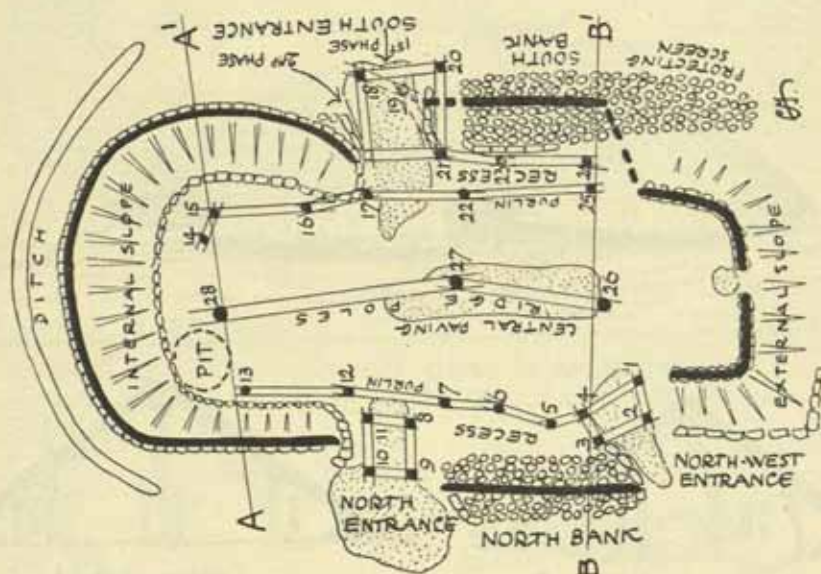 A'
SOUTH ENTRANCE
1ST PHASE
2ND PHASE
B'
SOUTH
BANK
PROTECTING
SCREEN
DITCH
INTERNAL SLOPE
18
19
20
21
24
RECESS
14
15
16
17
22
25
PURLIN
28
27
26
RIDGE POLES
CENTRAL PAVING
EXTERNAL SLOPE
PIT
13
12
7
6
5
4
1
PURLIN
RECESS
8
10
11
9
3
2
A
NORTH
ENTRANCE
NORTH BANK
B
NORTH-WEST
ENTRANCE